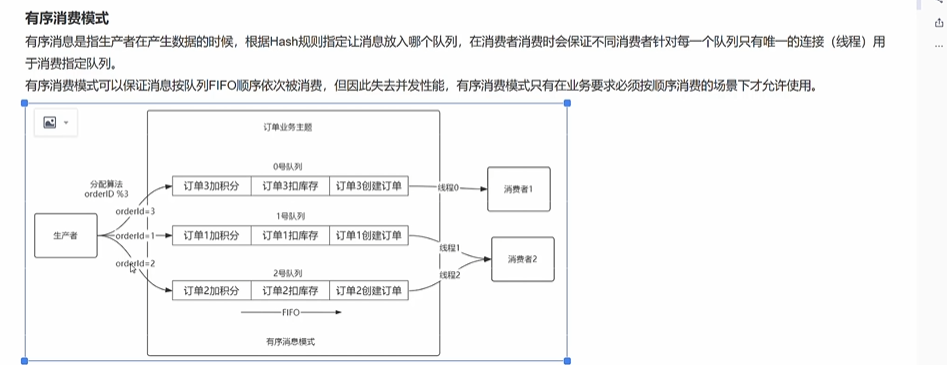 有序消费模式
有序消息是指生产者在产生数据的时候，根据Hash规则指定让消息放入哪个队列，在消费者消费时会保证不同消费者针对每一个队列只有唯一的连接（线程）用
于消费指定队列。
有序消费模式可以保证消息按队列FIFO顺序依次被消费，但因此失去并发性能，有序消费模式只有在业务要求必须按顺序消费的场景下才允许使用。
订单业务主题
0号队列
分配算法
orderID %3
订单3加积分 订单3扣库存 订单3创建订单
线程0
消费者1
orderId=3
1号队列
生产者
orderId=1
订单1加积分 订单1扣库存 订单1创建订单
线程1
消费者2
orderId=2
2号队列
线程2
订单2加积分 订单2扣库存 订单2创建订单
FIFO
有序消息模式